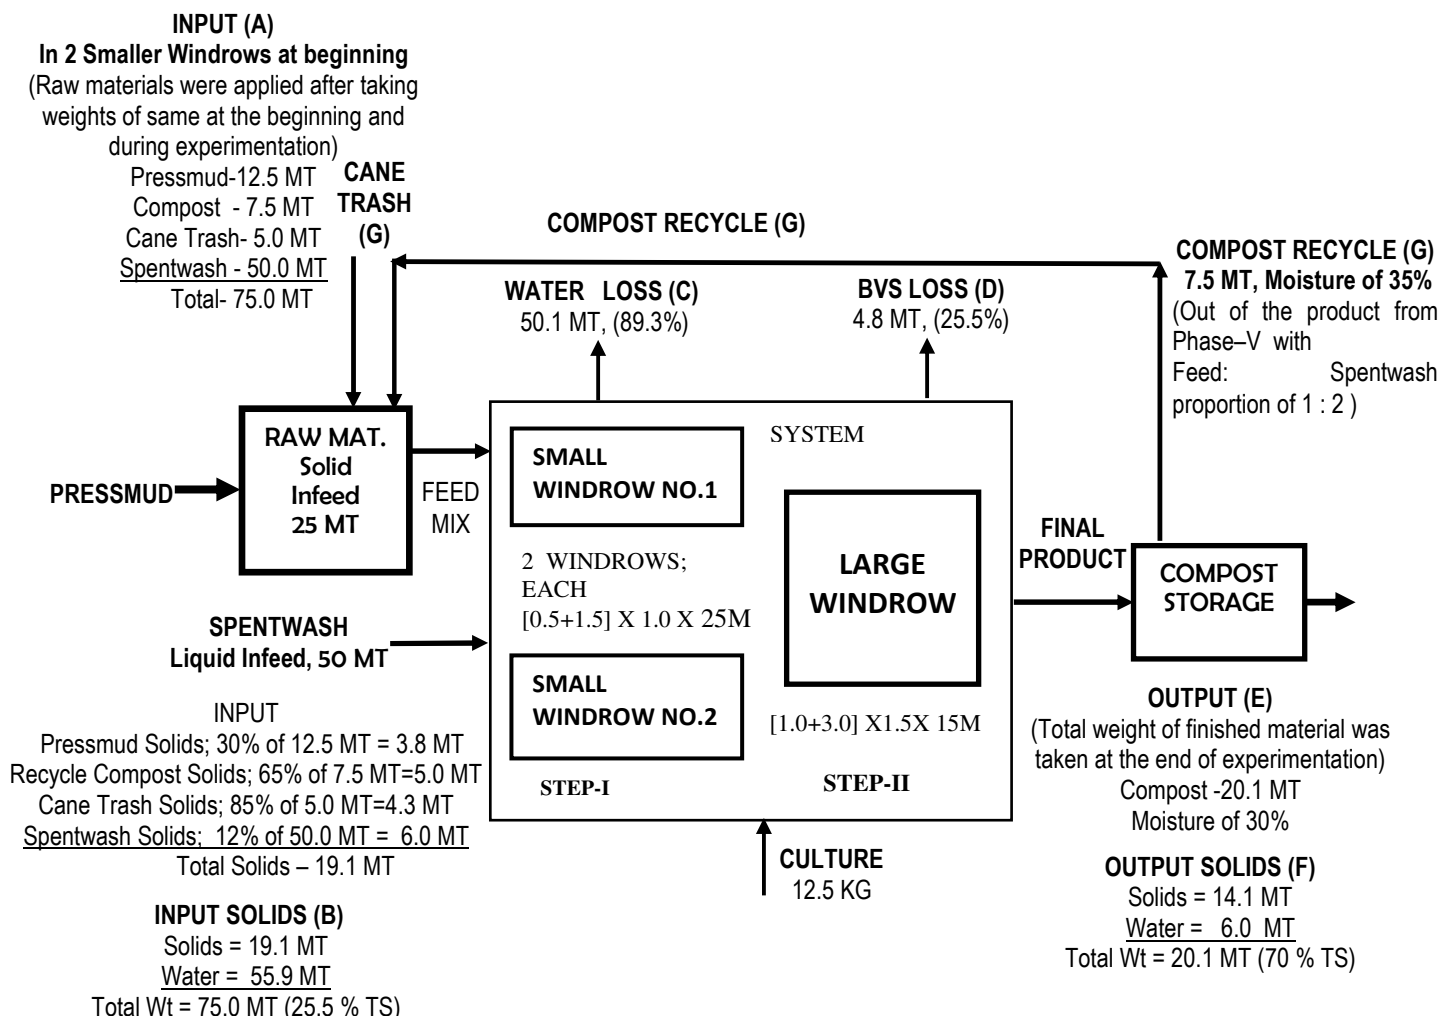 INPUT (A)
In 2 Smaller Windrows at beginning
(Raw materials were applied after taking
weights of same at the beginning and
during experimentation)
Pressmud-12.5 MT
Compost - 7.5 MT
Cane Trash- 5.0 MT
Spentwash - 50.0 MT
Total- 75.0 MT
CANE
TRASH
(G)
COMPOST RECYCLE (G)
COMPOST RECYCLE (G)
7.5 MT, Moisture of 35%
(Out of the product from
Phase–V with
Feed: Spentwash
proportion of 1 : 2 )
WATER LOSS (C)
50.1 MT, (89.3%)
BVS LOSS (D)
4.8 MT, (25.5%)
PRESSMUD
RAW MAT.
Solid
Infeed
25 MT
FEED
MIX
SYSTEM
SMALL
WINDROW NO.1
2 WINDROWS;
EACH
[0.5+1.5] X 1.0 X 25M
SMALL
WINDROW NO.2
STEP-I
LARGE
WINDROW
[1.0+3.0] X1.5X 15M
STEP-II
FINAL
PRODUCT
COMPOST
STORAGE
SPENTWASH
Liquid Infeed, 50 MT
INPUT
Pressmud Solids; 30% of 12.5 MT = 3.8 MT
Recycle Compost Solids; 65% of 7.5 MT=5.0 MT
Cane Trash Solids; 85% of 5.0 MT=4.3 MT
Spentwash Solids; 12% of 50.0 MT = 6.0 MT
Total Solids – 19.1 MT
INPUT SOLIDS (B)
Solids = 19.1 MT
Water = 55.9 MT
Total Wt = 75.0 MT (25.5 % TS)
CULTURE
12.5 KG
OUTPUT (E)
(Total weight of finished material was
taken at the end of experimentation)
Compost -20.1 MT
Moisture of 30%
OUTPUT SOLIDS (F)
Solids = 14.1 MT
Water = 6.0 MT
Total Wt = 20.1 MT (70 % TS)